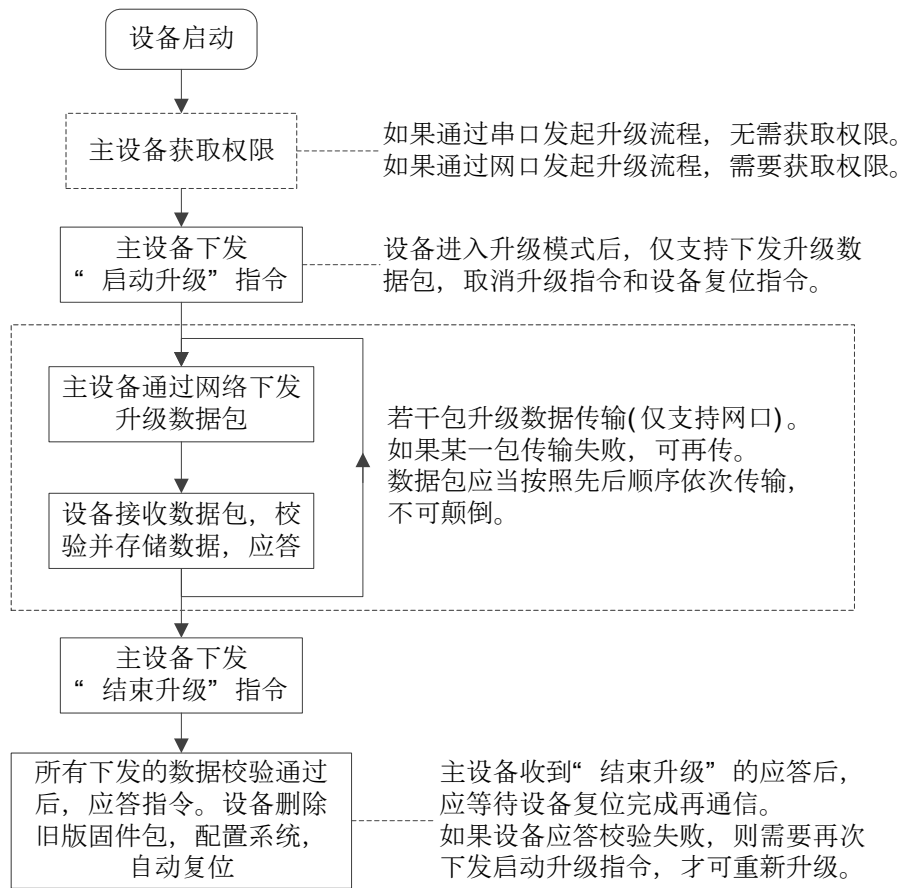 设备启动
主设备获取权限
如果通过串口发起升级流程，无需获取权限。
如果通过网口发起升级流程，需要获取权限。
主设备下发
“启动升级”指令
设备进入升级模式后，仅支持下发升级数
据包，取消升级指令和设备复位指令。
主设备通过网络下发
升级数据包
设备接收数据包，校
验并存储数据，应答
若干包升级数据传输(仅支持网口)。
如果某一包传输失败，可再传。
数据包应当按照先后顺序依次传输，
不可颠倒。
主设备下发
“结束升级”指令
所有下发的数据校验通过
后，应答指令。设备删除
旧版固件包，配置系统，
自动复位
主设备收到“结束升级”的应答后，
应等待设备复位完成再通信。
如果设备应答校验失败，则需要再次
下发启动升级指令，才可重新升级。